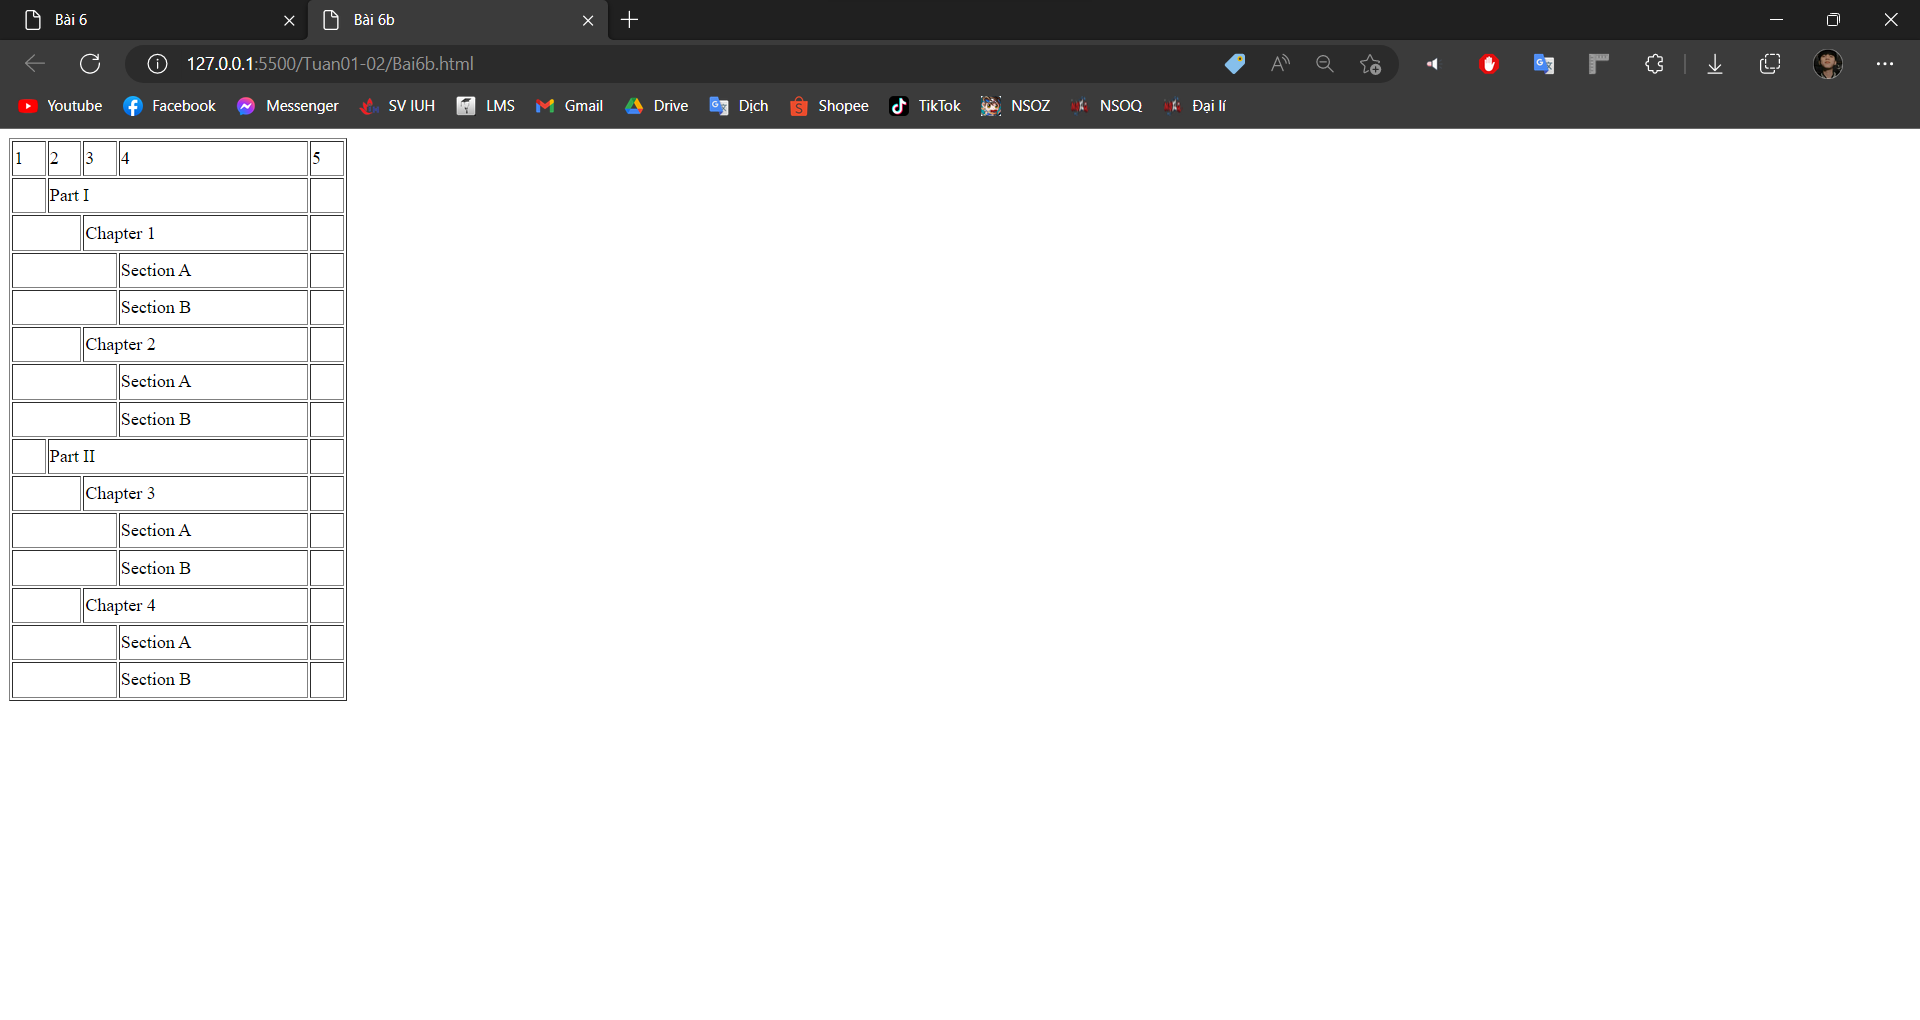 Bài 6 Bài 6b
127.0.0.1:5500/Tuan01-02/Bai6b.html
Youtube Facebook Messenger SV IUH LMS Gmail Drive Dịch Shopee TikTok NSOZ NSOQ Đại lí
1 2 3 4 5
Part I
Chapter 1
Section A
Section B
Chapter 2
Section A
Section B
Part II
Chapter 3
Section A
Section B
Chapter 4
Section A
Section B